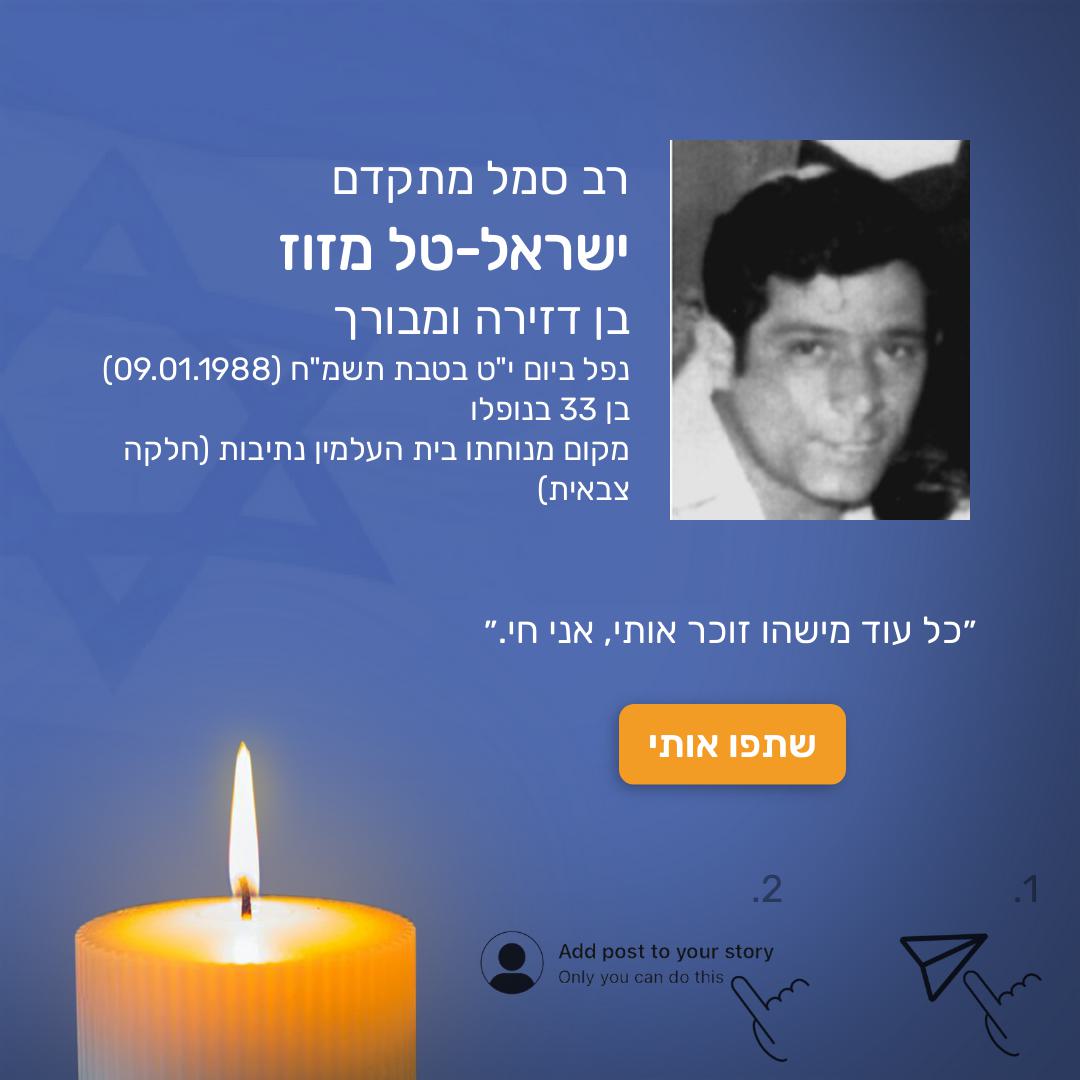 רב סמל מתקדם
ישראל-טל מזוז
בן דזירה ומבורך
נפל ביום י"ט בטבת תשמ"ח (09.01.1988)
בן 33 בנופלו
מקום מנוחתו בית העלמין נתיבות (חלקה
צבאית)
״כל עוד מישהו זוכר אותי, אני חי.״
שתפו אותי
.1
.2
Add post to your story
Only you can do this